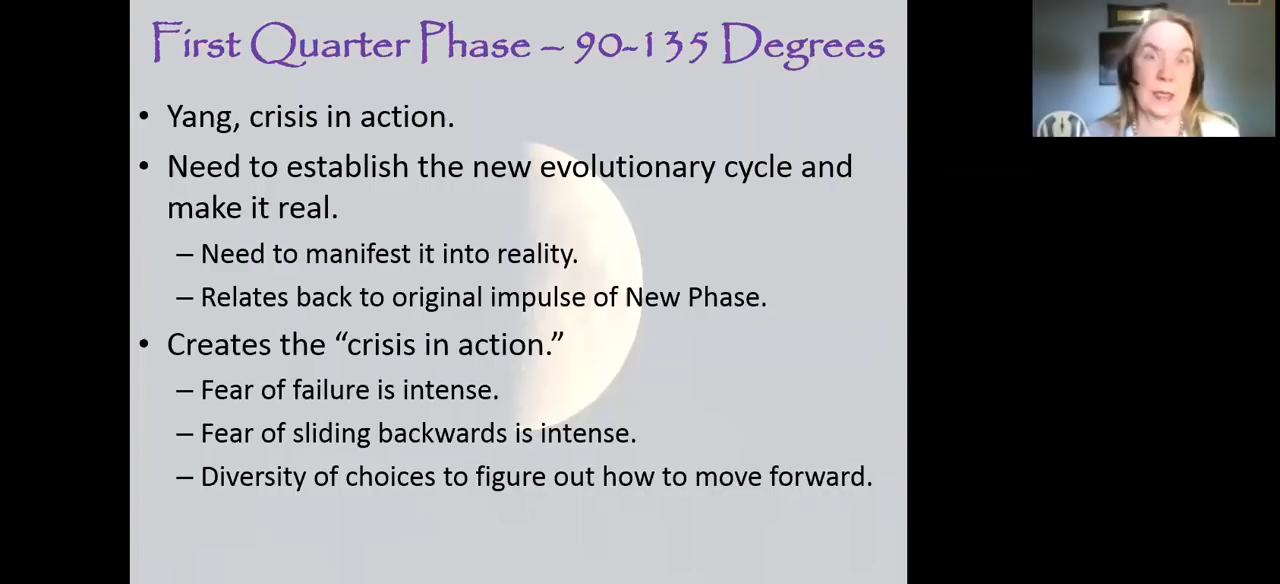 First Quarter Phase – 90-135 Degrees
• Yang, crisis in action.
• Need to establish the new evolutionary cycle and
make it real.
– Need to manifest it into reality.
– Relates back to original impulse of New Phase.
• Creates the “crisis in action.”
– Fear of failure is intense.
– Fear of sliding backwards is intense.
– Diversity of choices to figure out how to move forward.